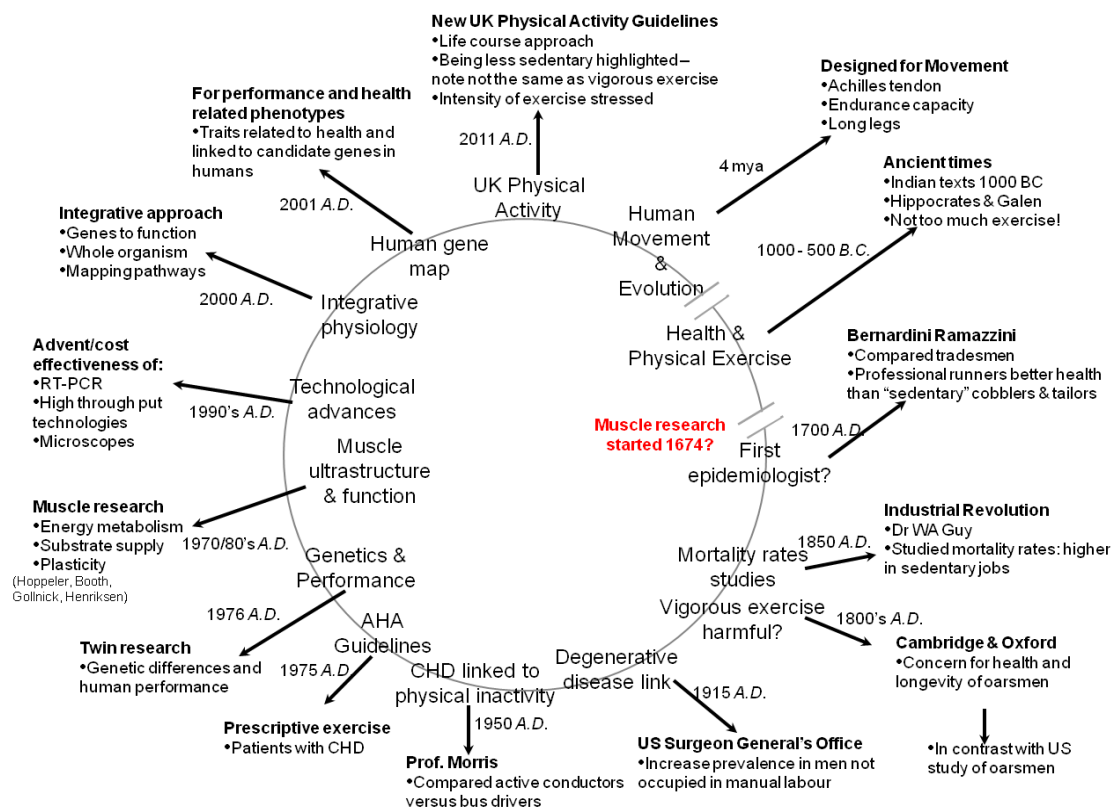 New UK Physical Activity Guidelines
•Life course approach
•Being less sedentary highlighted –
note not the same as vigorous exercise
•Intensity of exercise stressed
2011 A.D.
UK Physical
Activity
Designed for Movement
•Achilles tendon
•Endurance capacity
•Long legs
4 mya
Human
Movement
&
Evolution
Ancient times
•Indian texts 1000 BC
•Hippocrates & Galen
•Not too much exercise!
1000 - 500 B.C.
Health &
Physical Exercise
Bernardini Ramazzini
•Compared tradesmen
•Professional runners better health
than “sedentary” cobblers & tailors
1700 A.D.
Muscle research
started 1674?
First
epidemiologist?
Industrial Revolution
•Dr WA Guy
•Studied mortality rates: higher
in sedentary jobs
1850 A.D.
Mortality rates
studies
Vigorous exercise
harmful?
1800's A.D.
Cambridge & Oxford
•Concern for health and
longevity of oarsmen
•In contrast with US
study of oarsmen
Degenerative
disease link
1915 A.D.
US Surgeon General's Office
•Increase prevalence in men not
occupied in manual labour
CHD linked to
physical inactivity
1950 A.D.
Prof. Morris
•Compared active conductors
versus bus drivers
AHA
Guidelines
1975 A.D
Prescriptive exercise
•Patients with CHD
Genetics &
Performance
1976 A.D.
Twin research
•Genetic differences and
human performance
Muscle
ultrastructure
& function
1970/80's A.D.
Muscle research
•Energy metabolism
•Substrate supply
•Plasticity
(Hoppeler, Booth,
Gollnick, Henriksen)
Technological
advances
1990's A.D.
Advent/cost
effectiveness of:
•RT-PCR
•High through put
technologies
•Microscopes
Integrative
physiology
2000 A.D.
Integrative approach
•Genes to function
•Whole organism
•Mapping pathways
Human gene
map
2001 A.D.
For performance and health
related phenotypes
•Traits related to health and
linked to candidate genes in
humans